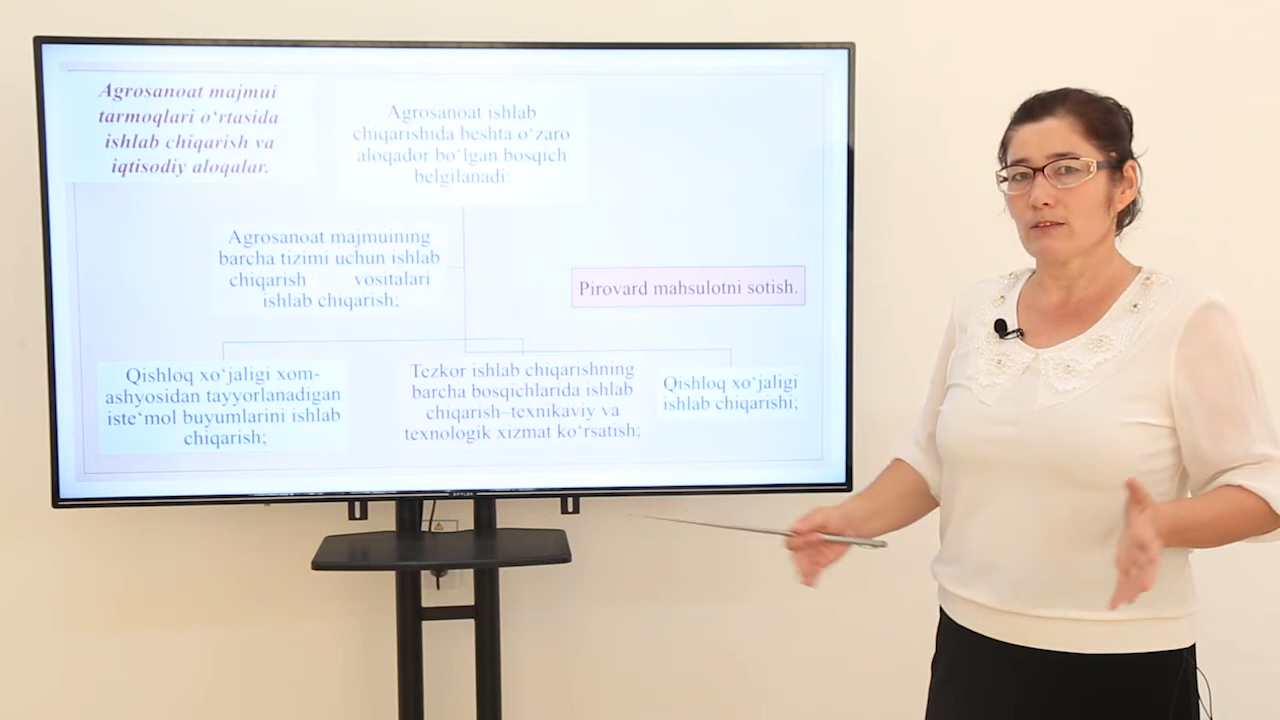 Agrosanoat majmui
tarmoqlari o‘rtasida
ishlab chiqarish va
iqtisodiy aloqalar.
Agrosanoat ishlab
chiqarishida beshta o‘zaro
aloqador bo‘lgan bosqich
belgilanadi:
Agrosanoat majmuining
barcha tizimi uchun ishlab
chiqarish vositalari
ishlab chiqarish;
Pirovard mahsulotni sotish.
Qishloq xo‘jaligi xom-
ashyosidan tayyorlanadigan
iste‘mol buyumlarini ishlab
chiqarish;
Tezkor ishlab chiqarishning
barcha bosqichlarida ishlab
chiqarish–texnikaviy va
texnologik xizmat ko‘rsatish;
Qishloq xo‘jaligi
ishlab chiqarishi;